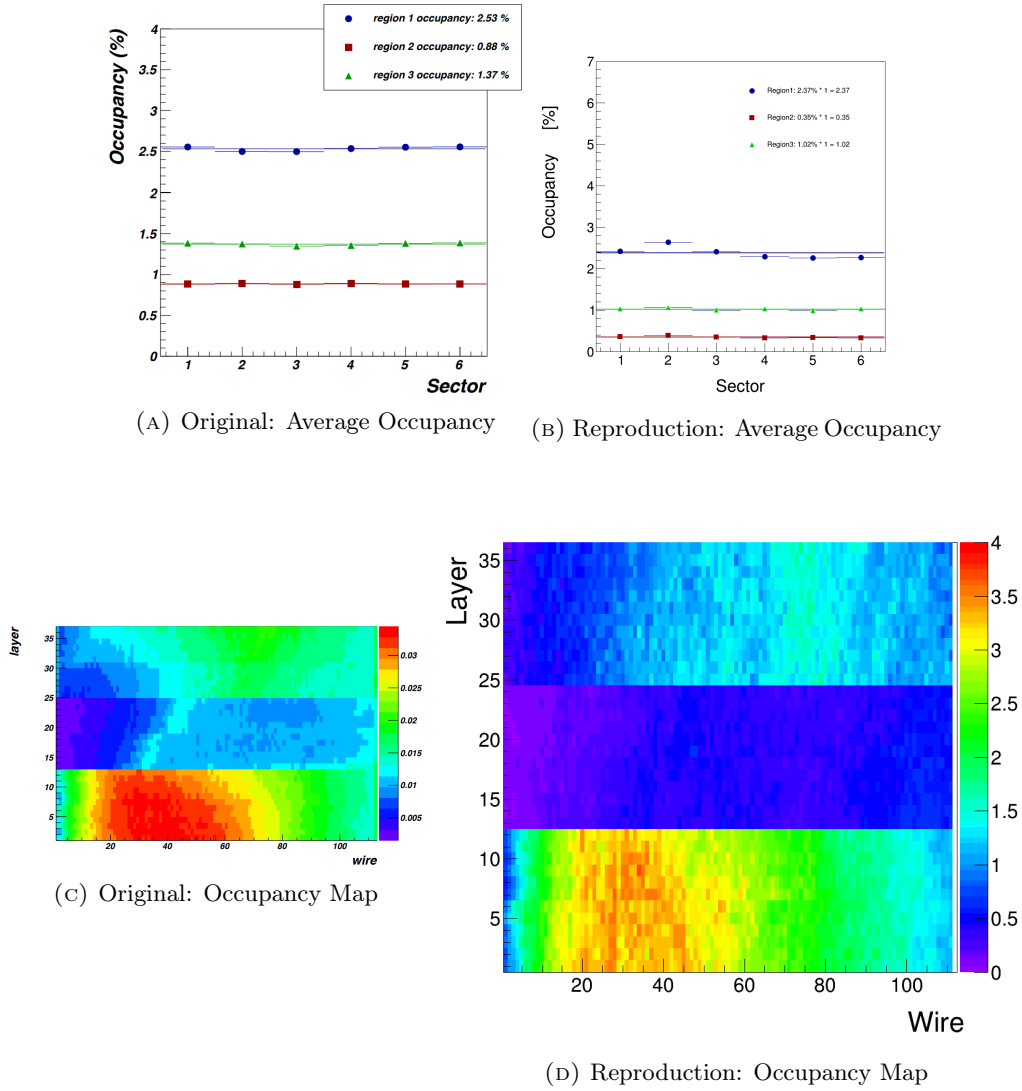 Occupancy (%)
4
3.5
3
2.5
2
1.5
1
0.5
0
region 1 occupancy: 2.53 %
region 2 occupancy: 0.88 %
region 3 occupancy: 1.37 %
1 2 3 4 5 6
Sector
(A) Original: Average Occupancy
Occupancy [%]
7
6
5
4
3
2
1
0
Region1: 2.37% * 1 = 2.37
Region2: 0.35% * 1 = 0.35
Region3: 1.02% * 1 = 1.02
1 2 3 4 5 6
Sector
(B) Reproduction: Average Occupancy
layer
35
30
25
20
15
10
5
20 40 60 80 100
wire
0.03
0.025
0.02
0.015
0.01
0.005
(C) Original: Occupancy Map
Layer
35
30
25
20
15
10
5
20 40 60 80 100
Wire
4
3.5
3
2.5
2
1.5
1
0.5
0
(D) Reproduction: Occupancy Map